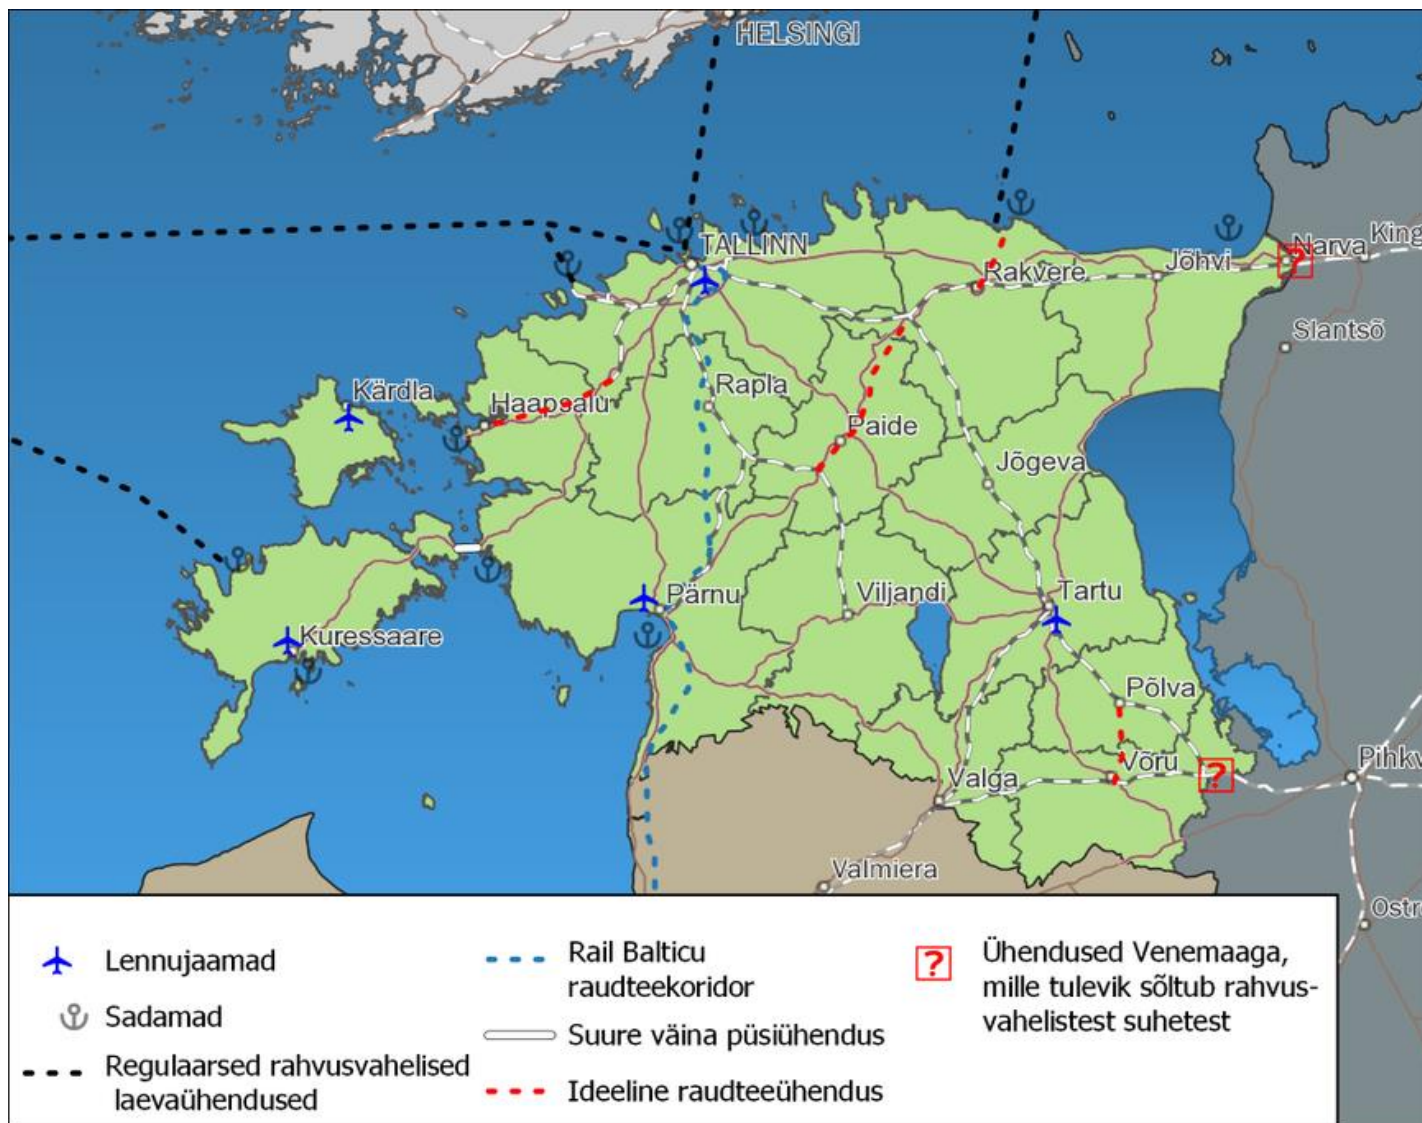 HELSINGI
TALLINN
Narva
King
Rakvere
Jõhvi
Slantsõ
Kärdla
Haapsalu
Rapla
Paide
Jõgeva
Pärnu
Viljandi
Tartu
Kuressaare
Põlva
Võru
Valga
Pihkv
Valmiera
Ostr
?
?
Lennujaamad
Sadamad
Regulaarsed rahvusvahelised
laevaühendused
Rail Balticu
raudteekoridor
Suure väina püsiühendus
Ideeline raudteeühendus
?
Ühendused Venemaaga,
mille tulevik sõltub rahvus-
vahelistest suhetest